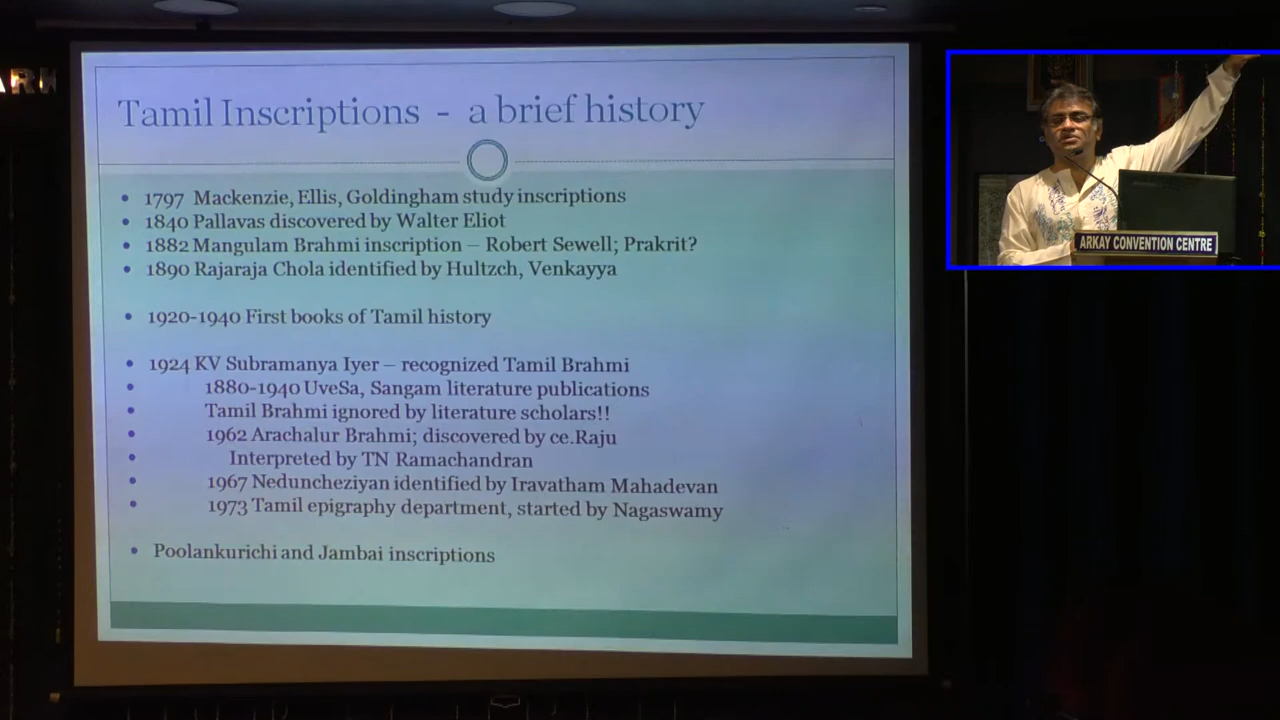 Tamil Inscriptions - a brief history
• 1797 Mackenzie, Ellis, Goldingham study inscriptions
• 1840 Pallavas discovered by Walter Eliot
• 1882 Mangulam Brahmi inscription – Robert Sewell; Prakrit?
• 1890 Rajaraja Chola identified by Hultzch, Venkayya
• 1920-1940 First books of Tamil history
• 1924 KV Subramanya Iyer – recognized Tamil Brahmi
• 1880-1940 UveSa, Sangam literature publications
• Tamil Brahmi ignored by literature scholars!!
• 1962 Arachalur Brahmi; discovered by ce.Raju
• Interpreted by TN Ramachandran
• 1967 Neduncheziyan identified by Iravatham Mahadevan
• 1973 Tamil epigraphy department, started by Nagaswamy
• Poolankurichi and Jambai inscriptions
ARKAY CONVENTION CENTRE